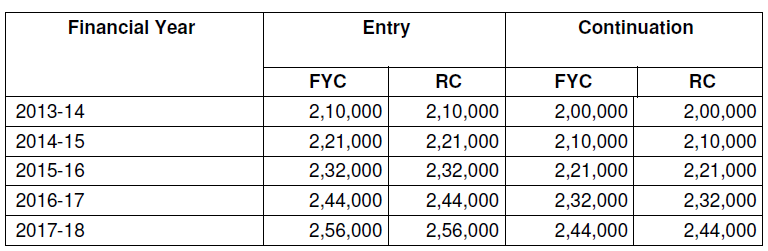 Financial Year Entry Continuation
FYC RC FYC RC
2013-14 2,10,000 2,10,000 2,00,000 2,00,000
2014-15 2,21,000 2,21,000 2,10,000 2,10,000
2015-16 2,32,000 2,32,000 2,21,000 2,21,000
2016-17 2,44,000 2,44,000 2,32,000 2,32,000
2017-18 2,56,000 2,56,000 2,44,000 2,44,000